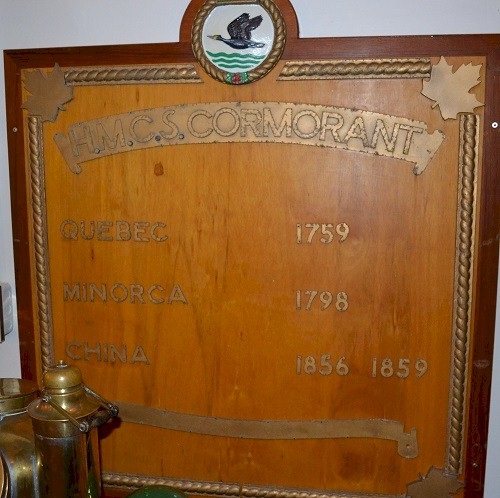 H.M.C.S. CORMORANT
QUEBEC 1759
MINORCA 1798
CHINA 1856 1859